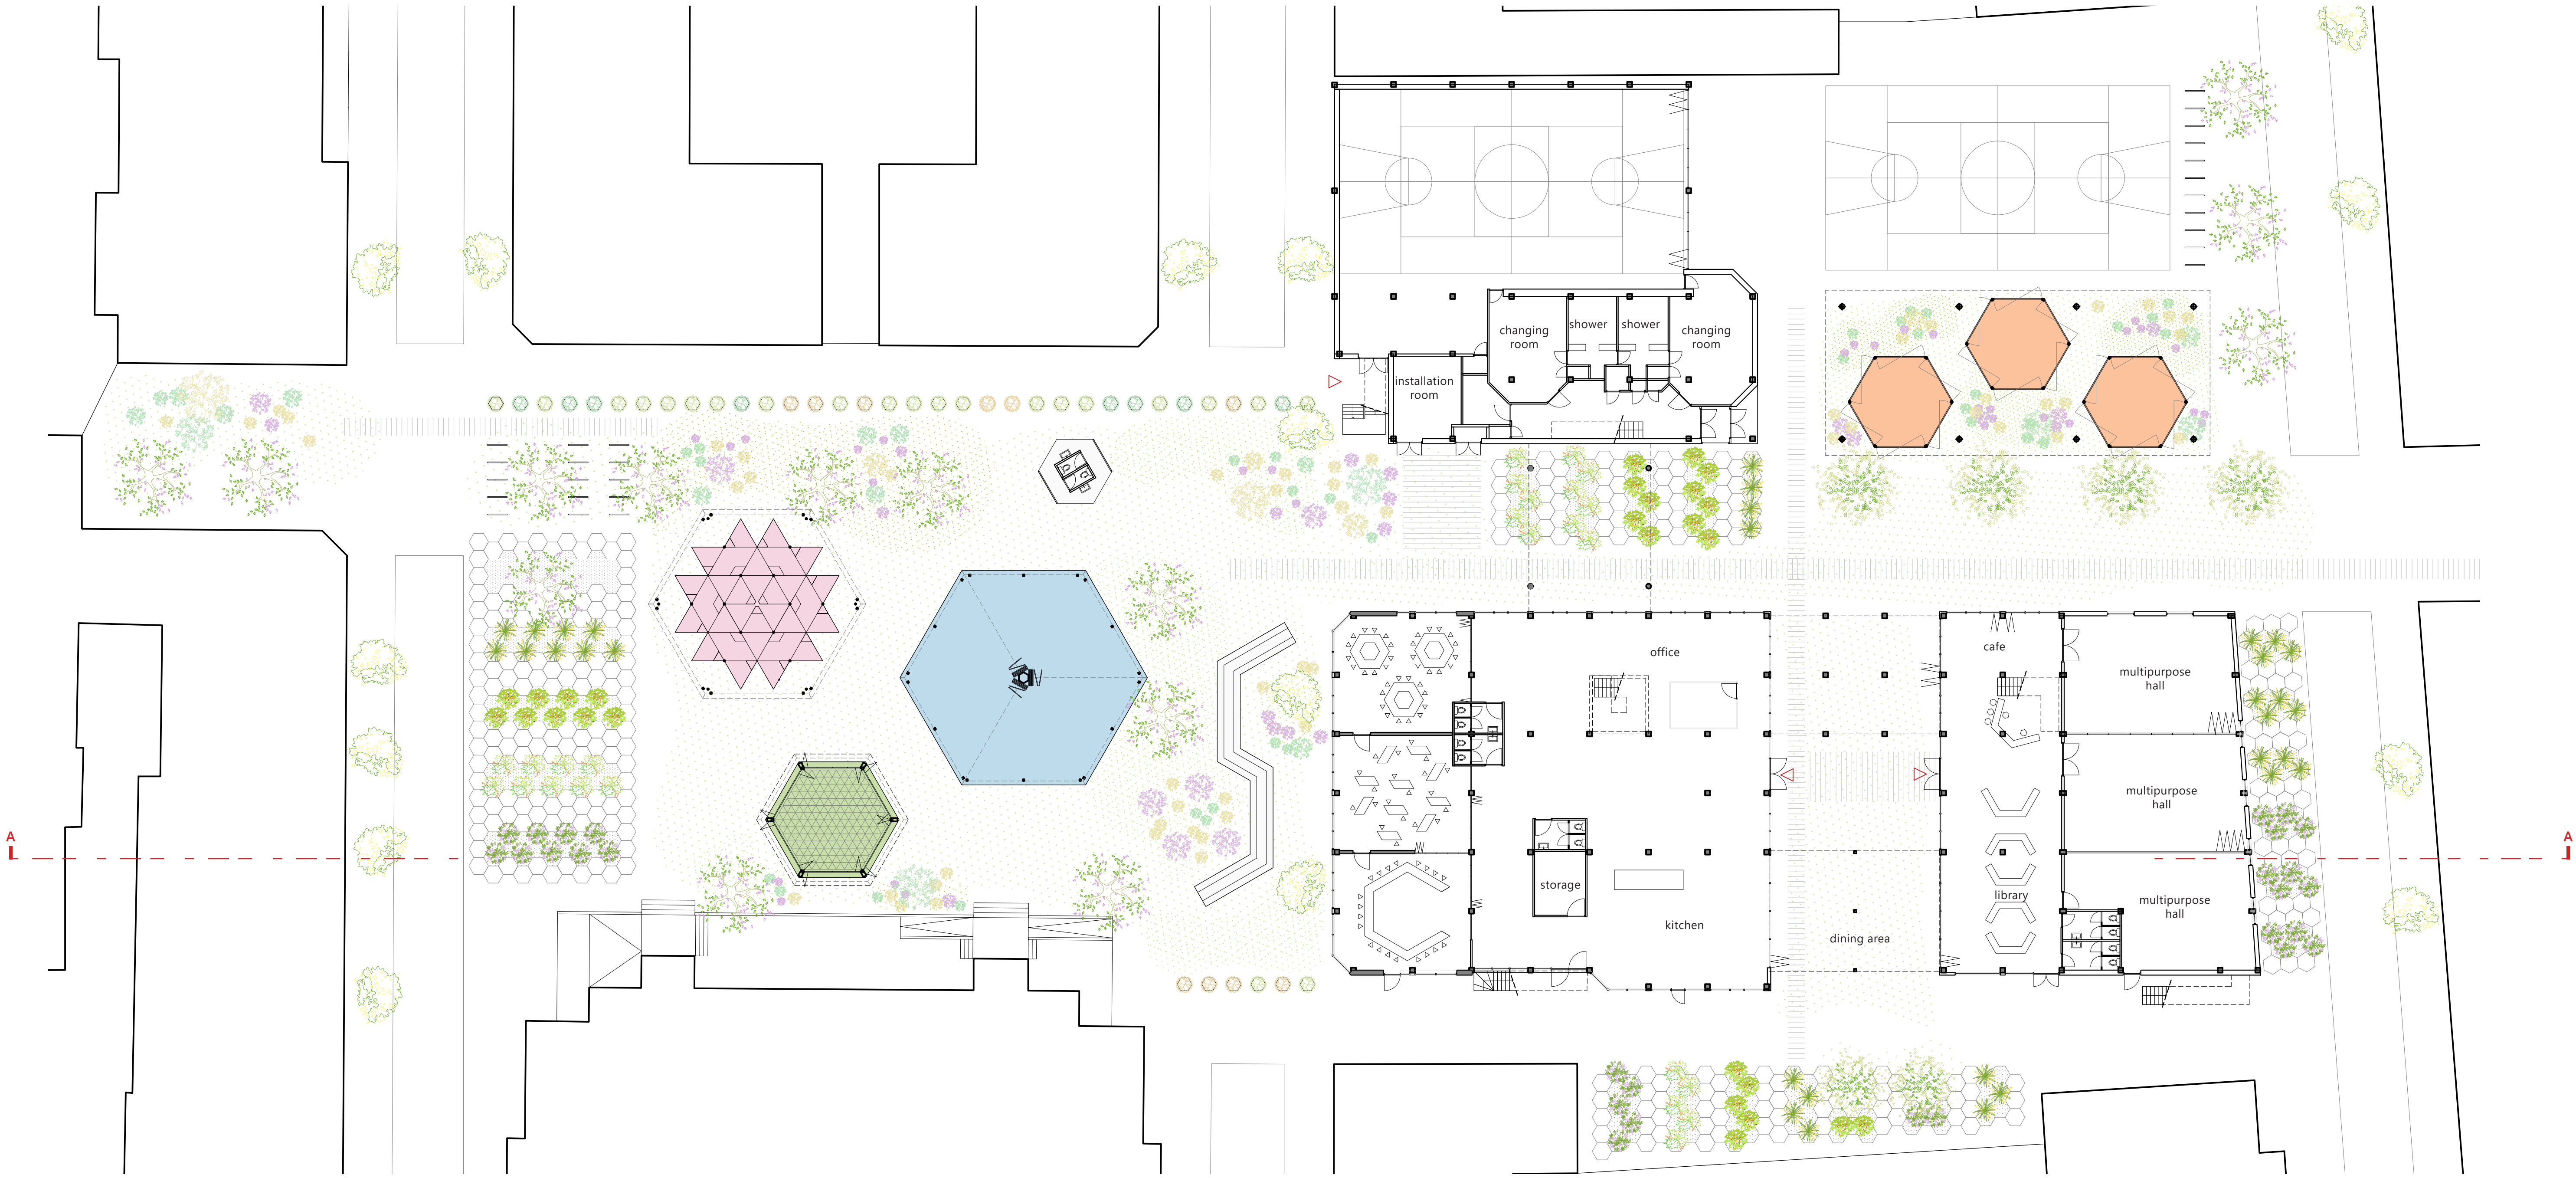 changing
room
shower
shower
changing
room
installation
room
office
cafe
multipurpose
hall
multipurpose
hall
A
A
storage
library
multipurpose
hall
kitchen
dining area